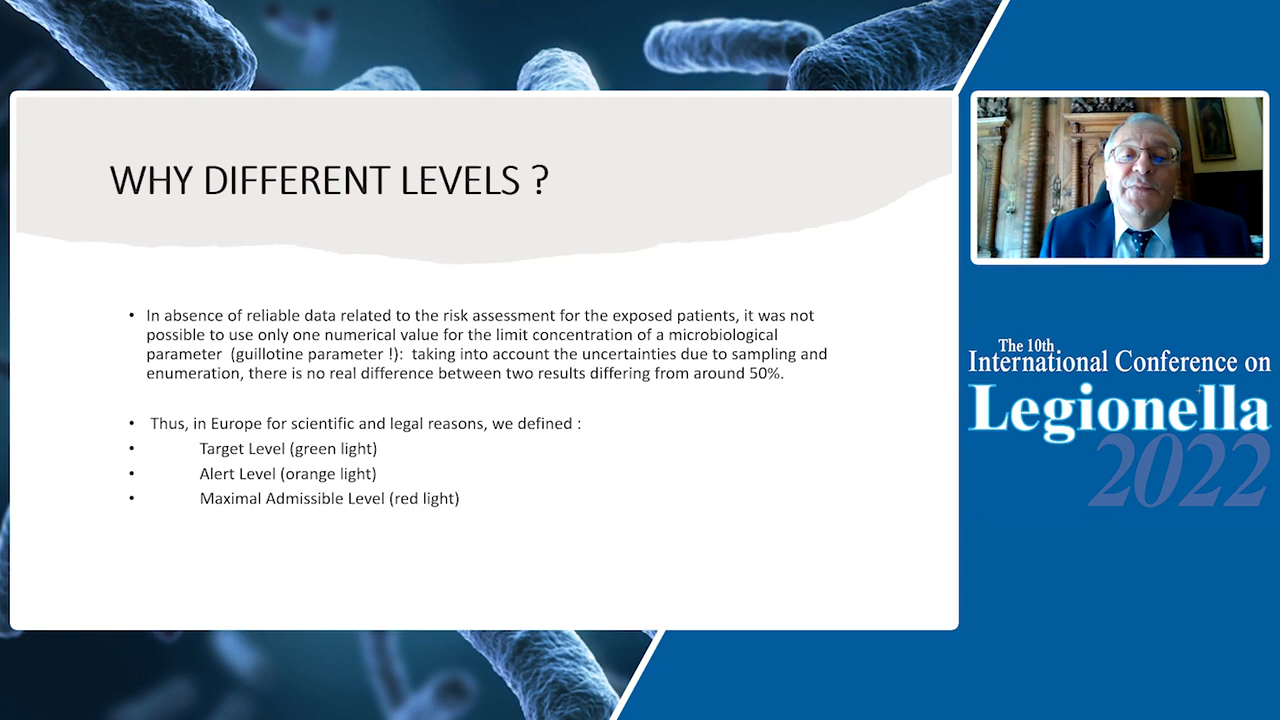 WHY DIFFERENT LEVELS ?
• In absence of reliable data related to the risk assessment for the exposed patients, it was not
possible to use only one numerical value for the limit concentration of a microbiological
parameter (guillotine parameter !): taking into account the uncertainties due to sampling and
enumeration, there is no real difference between two results differing from around 50%.
• Thus, in Europe for scientific and legal reasons, we defined :
• Target Level (green light)
• Alert Level (orange light)
• Maximal Admissible Level (red light)
The 10th
International Conference on
Legionella
2022